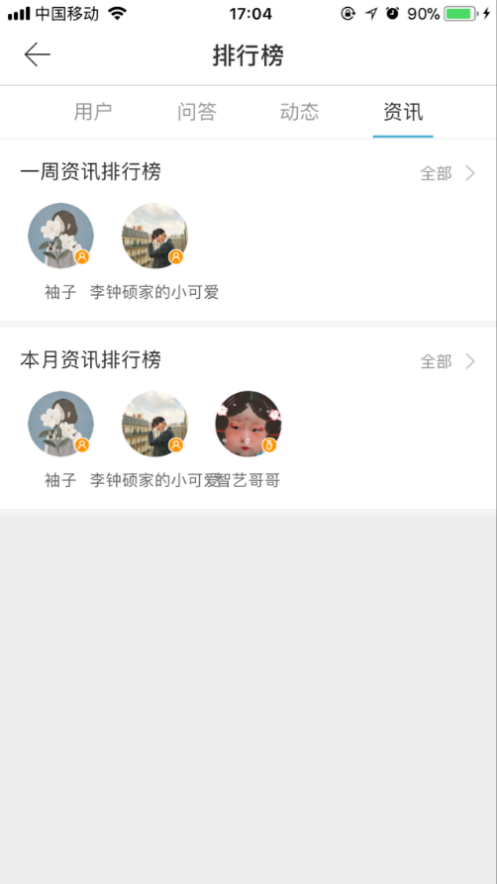 中国移动 17:04 90%
排行榜
用户 问答 动态 资讯
一周资讯排行榜 全部
袖子 李钟硕家的小可爱
本月资讯排行榜 全部
袖子 李钟硕家的小可爱 智艺哥哥